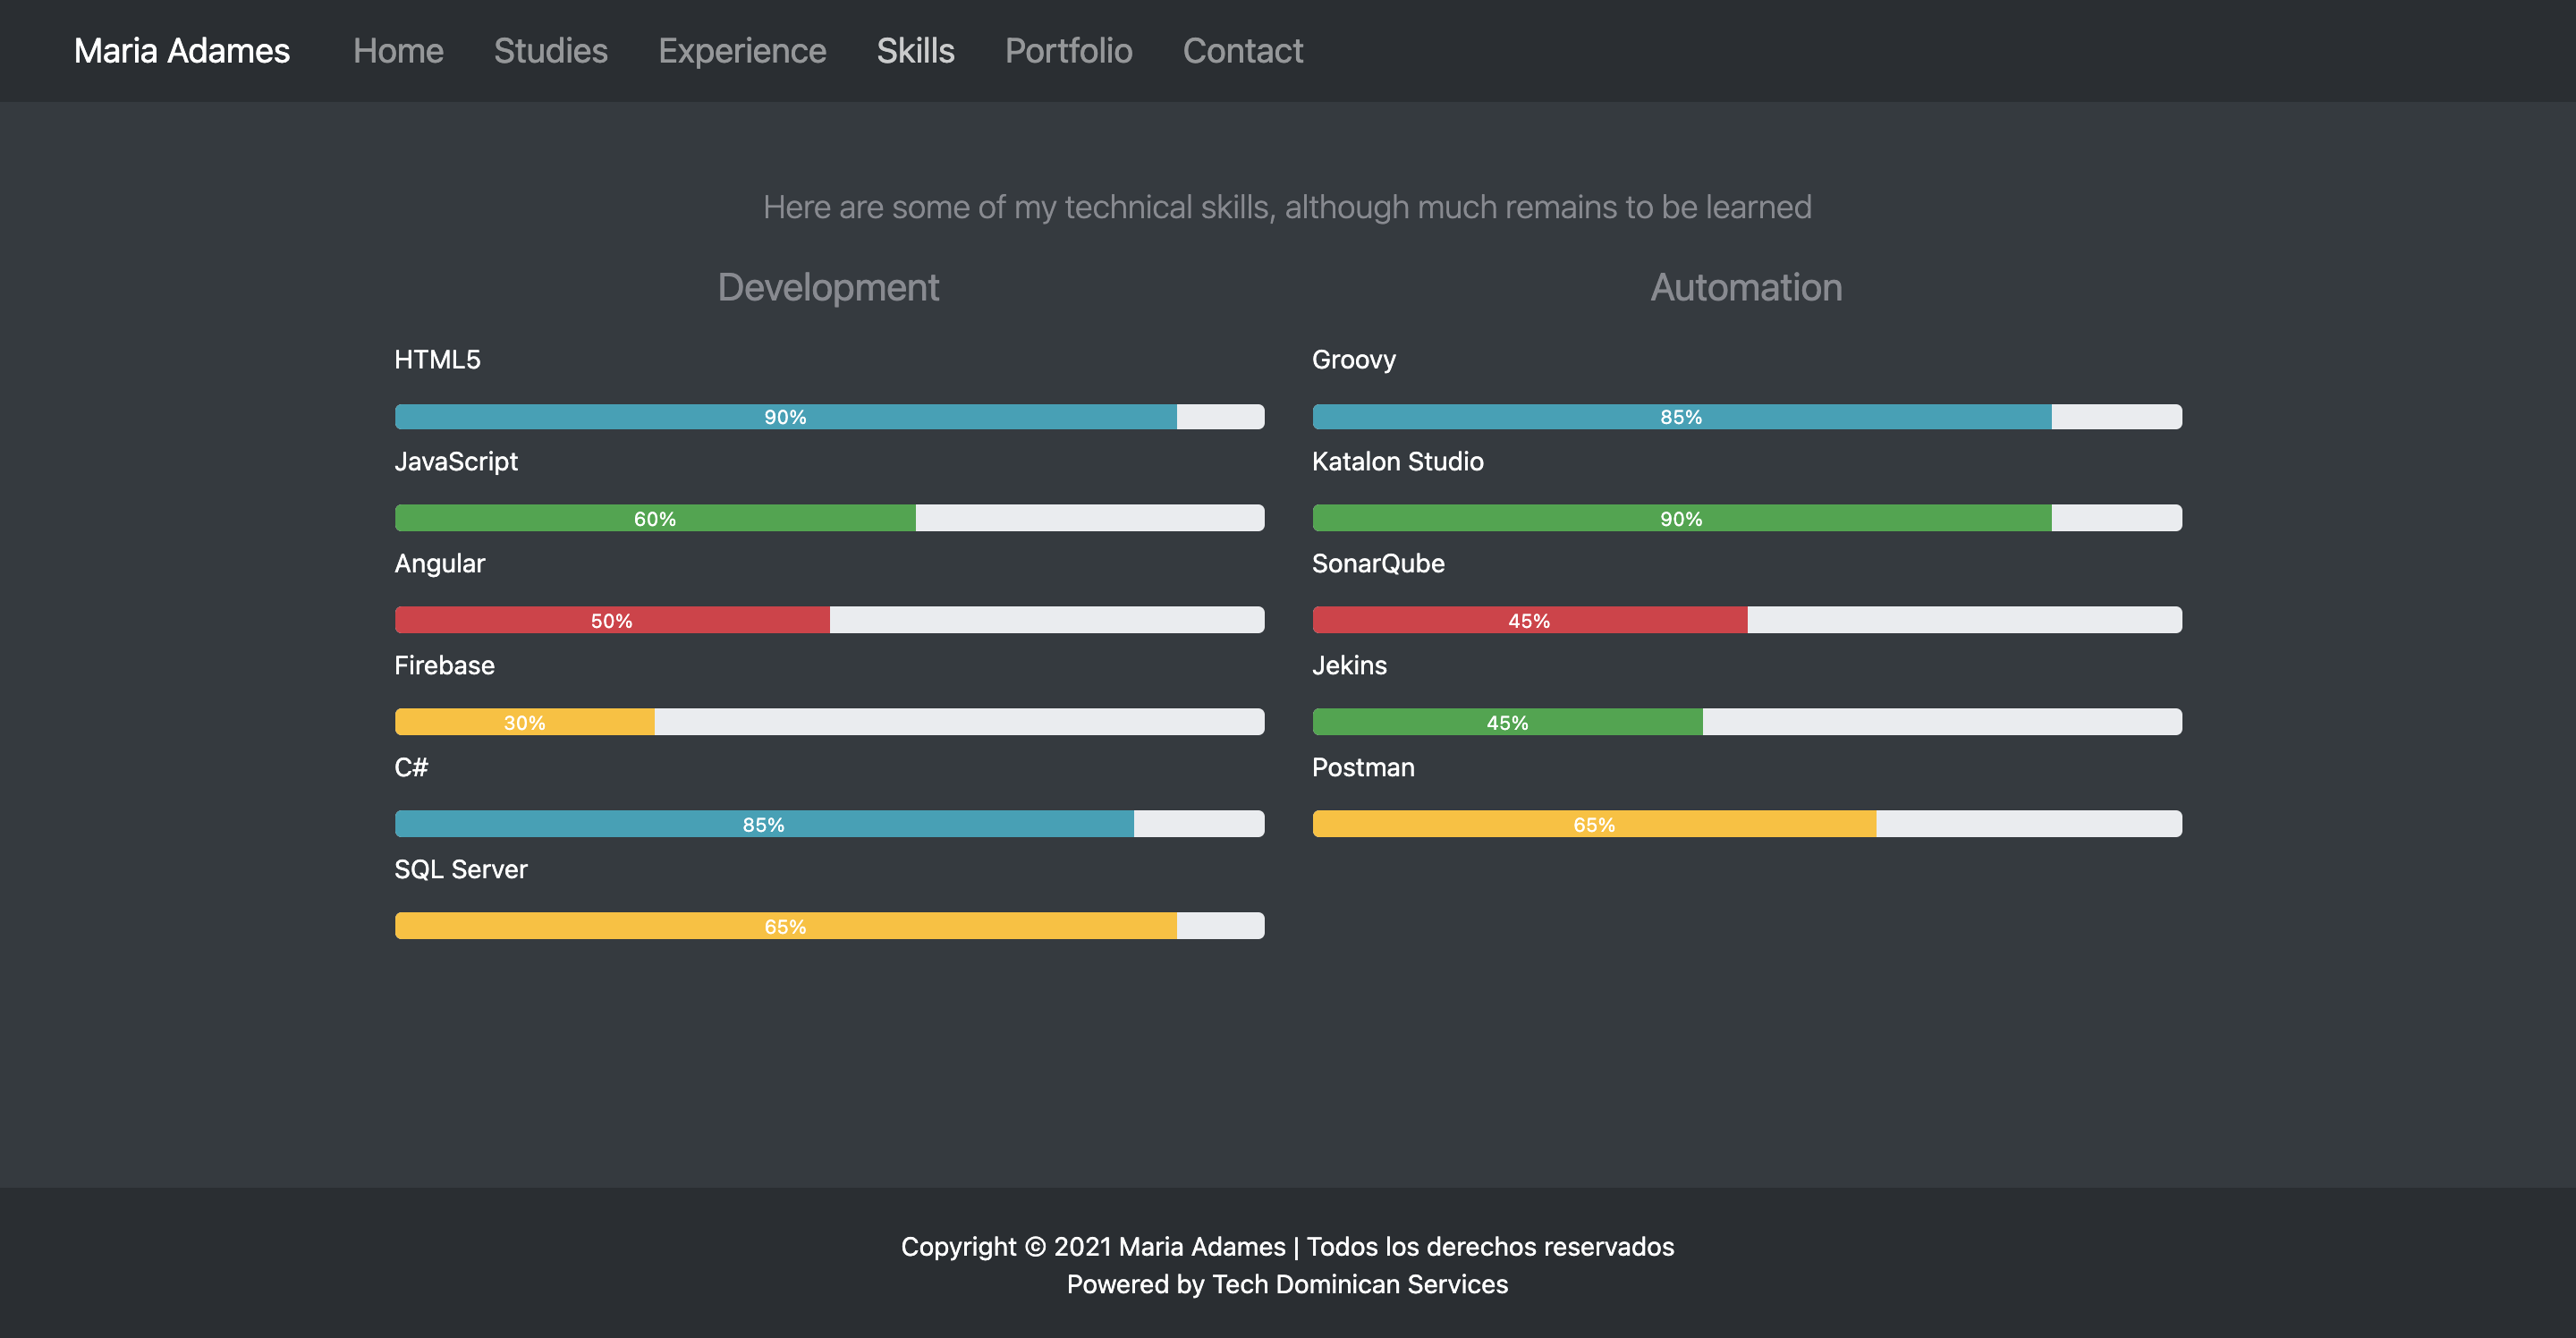 Maria Adames Home Studies Experience Skills Portfolio Contact
Here are some of my technical skills, although much remains to be learned
Development
HTML5
90%
JavaScript
60%
Angular
50%
Firebase
30%
C#
85%
SQL Server
65%
Automation
Groovy
85%
Katalon Studio
90%
SonarQube
45%
Jekins
45%
Postman
65%
Copyright © 2021 Maria Adames | Todos los derechos reservados
Powered by Tech Dominican Services